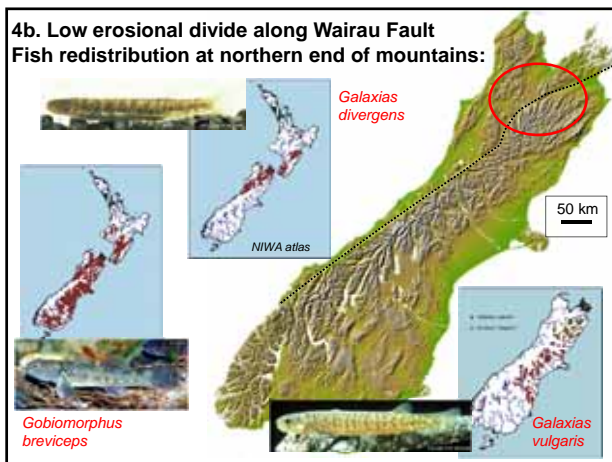 4b. Low erosional divide along Wairau Fault
Fish redistribution at northern end of mountains:
Galaxias
divergens
NIWA atlas
50 km
Gobiomorphus
breviceps
Galaxias
vulgaris